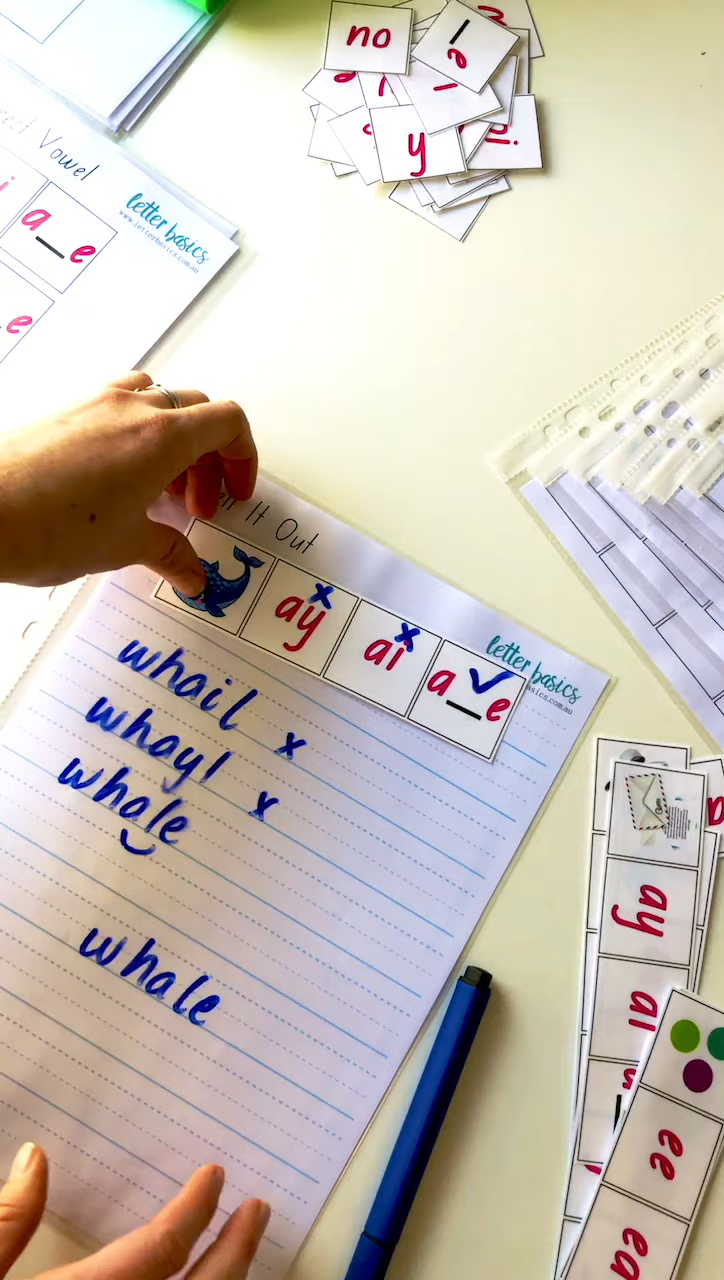 no
e
y
Vowel
letter basics
www.letterbasics.com.au
a_e
e
It Out
ay x
ai x
a_e ✓
letter basics
whail x
whayl x
whale
whale
ay
ai
ee
ea